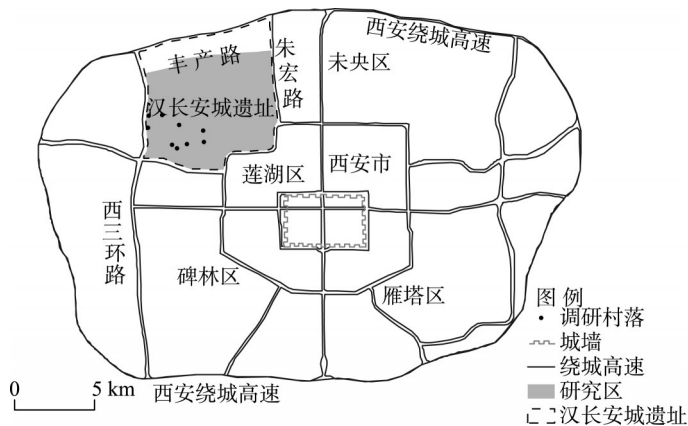 西安绕城高速
丰产路
朱宏路
未央区
汉长安城遗址
莲湖区
西安市
西三环路
碑林区
雁塔区
图例
调研村落
城墙
绕城高速
研究区
汉长安城遗址
0 5 km
西安绕城高速